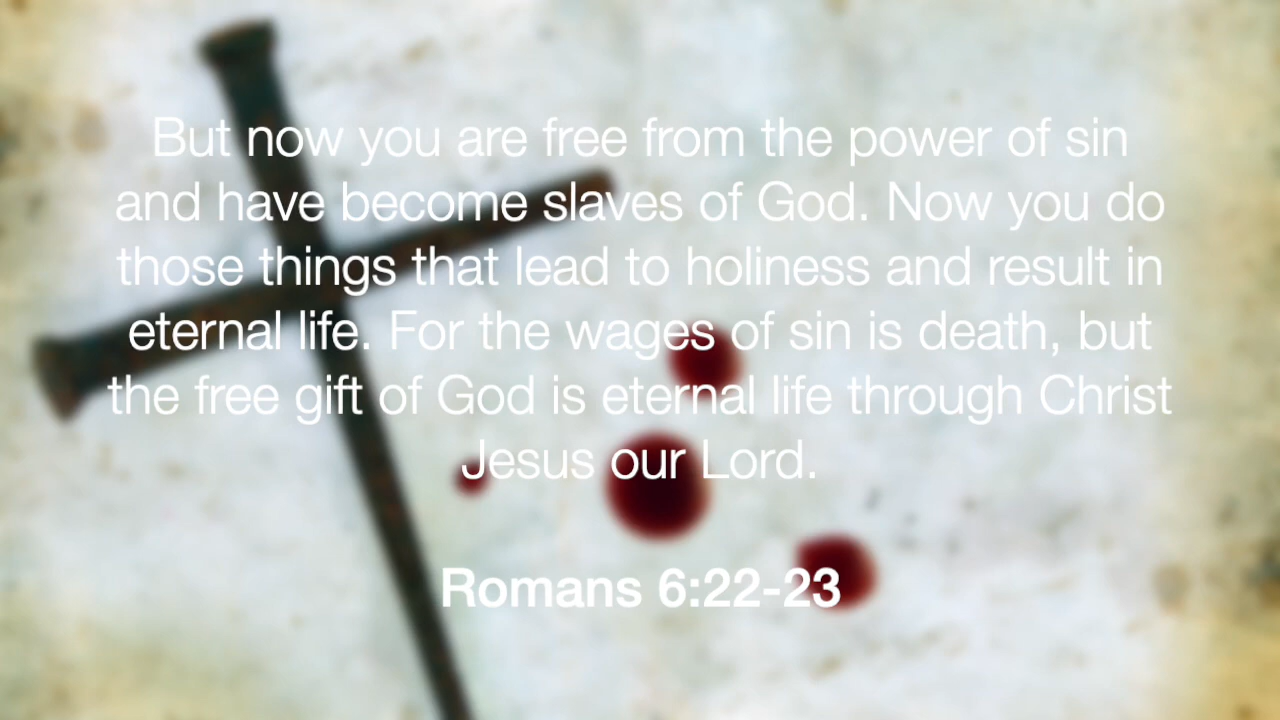 But now you are free from the power of sin
and have become slaves of God. Now you do
those things that lead to holiness and result in
eternal life. For the wages of sin is death, but
the free gift of God is eternal life through Christ
Jesus our Lord.
Romans 6:22-23